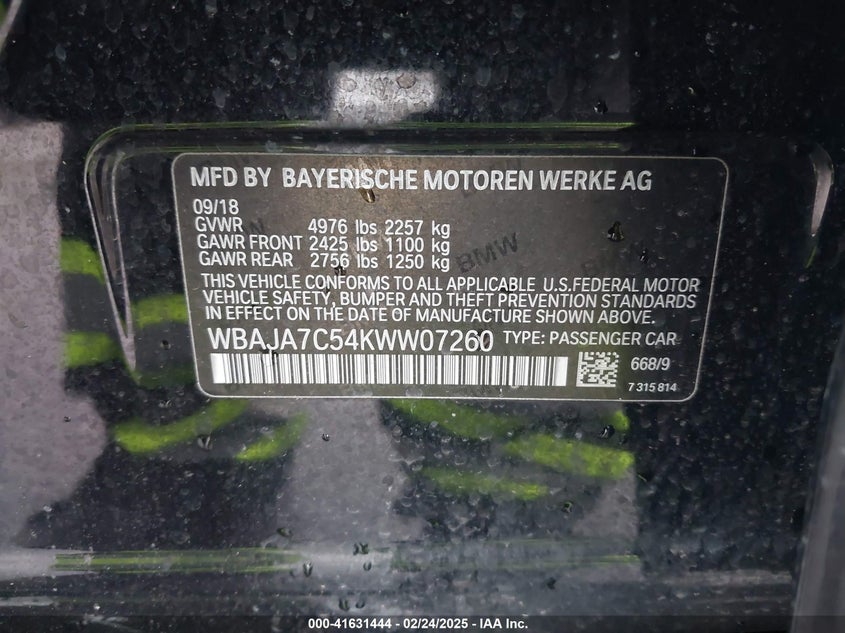 MFD BY BAYERISCHE MOTOREN WERKE AG
09/18
GVWR 4976 lbs 2257 kg
GAWR FRONT 2425 lbs 1100 kg
GAWR REAR 2756 lbs 1250 kg
BMW
THIS VEHICLE CONFORMS TO ALL APPLICABLE U.S.FEDERAL MOTOR
VEHICLE SAFETY, BUMPER AND THEFT PREVENTION STANDARDS
IN EFFECT ON THE DATE OF MANUFACTURE SHOWN ABOVE.
WBAJA7C54KWW07260 TYPE: PASSENGER CAR
668/9
7 315 814
000-41631444 - 02/24/2025 - IAA Inc.